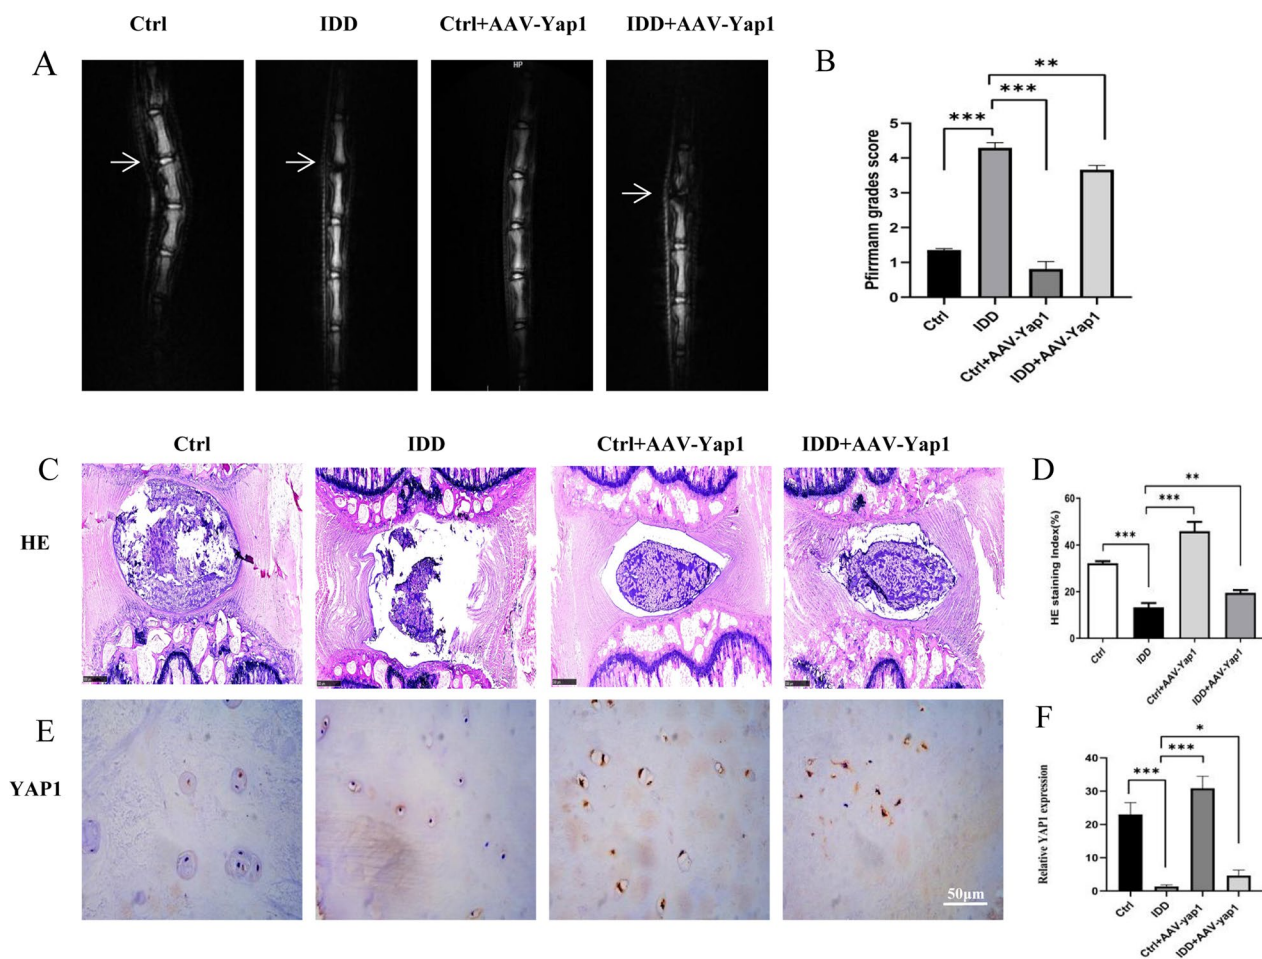 Ctrl IDD Ctrl+AAV-Yap1 IDD+AAV-Yap1
A
HP
B
**
***
***
Pfirrmann grades score
5
4
3
2
1
0
Ctrl
IDD
Ctrl+AAV-Yap1
IDD+AAV-Yap1
Ctrl IDD Ctrl+AAV-Yap1 IDD+AAV-Yap1
C
HE
D
**
***
***
HE staining Index(%)
60
40
20
0
Ctrl
IDD
Ctrl+AAV-Yap1
IDD+AAV-Yap1
E
YAP1
50μm
F
*
***
***
Relative YAP1 expression
40
30
20
10
0
Ctrl
IDD
Ctrl+AAV-yap1
IDD+AAV-yap1